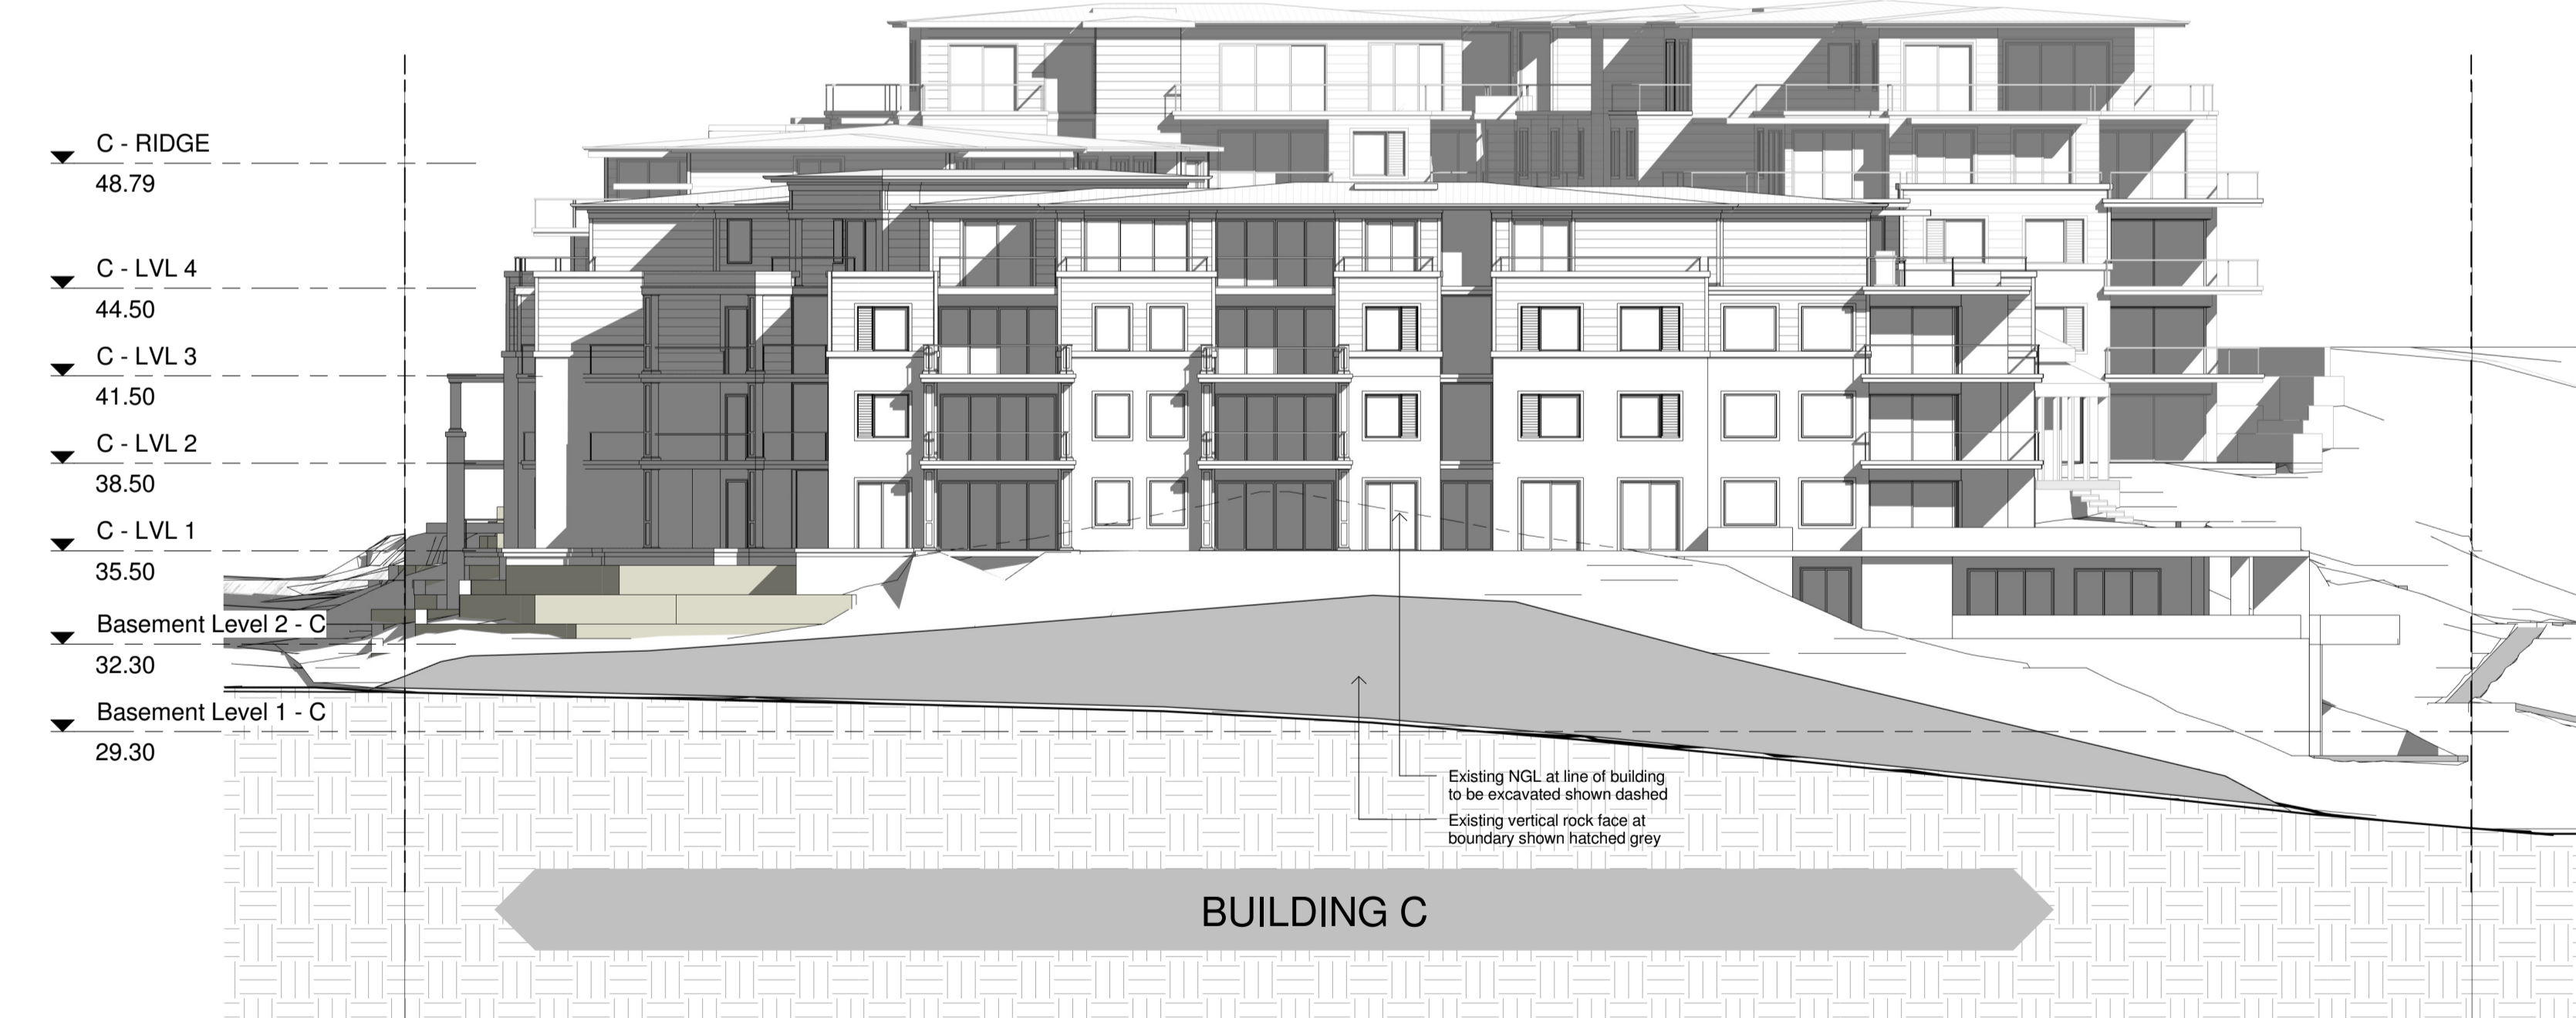 C - RIDGE
48.79
C - LVL 4
44.50
C - LVL 3
41.50
C - LVL 2
38.50
C - LVL 1
35.50
Basement Level 2 - C
32.30
Basement Level 1 - C
29.30
Existing NGL at line of building
to be excavated shown dashed
Existing vertical rock face at
boundary shown hatched grey
BUILDING C